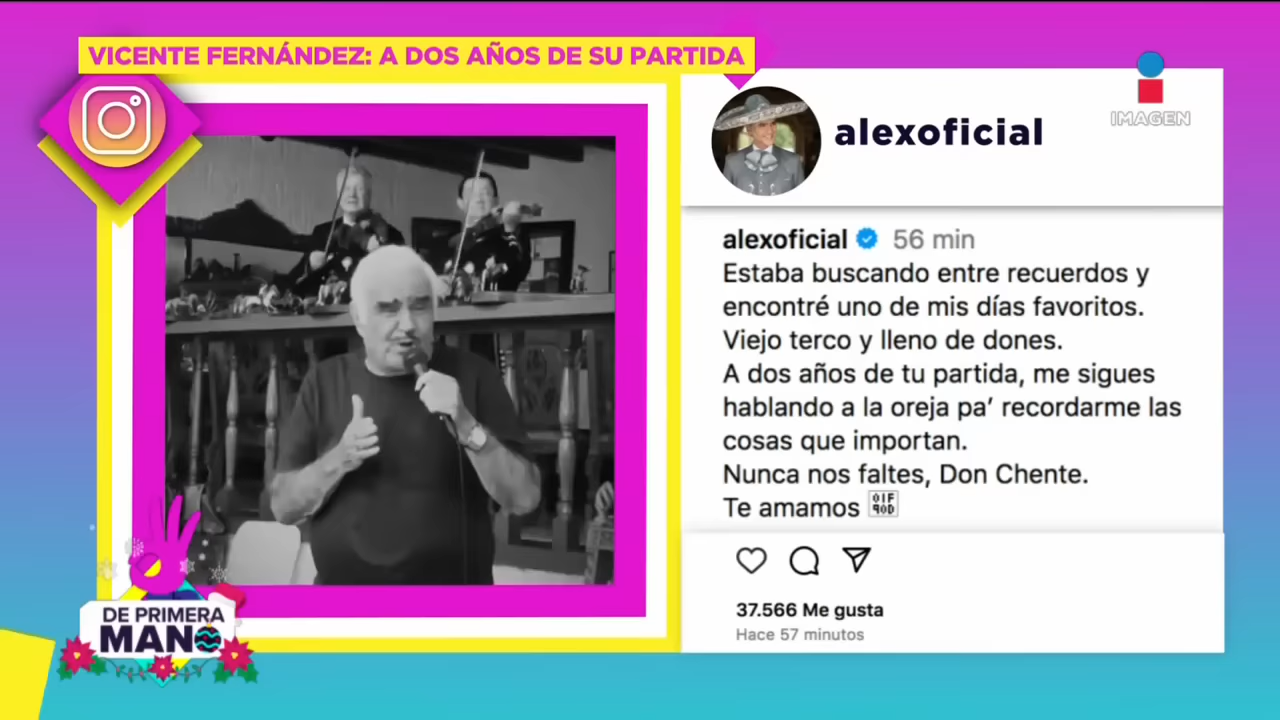 VICENTE FERNÁNDEZ: A DOS AÑOS DE SU PARTIDA
IMAGEN
alexoficial
alexoficial 56 min
Estaba buscando entre recuerdos y
encontré uno de mis días favoritos.
Viejo terco y lleno de dones.
A dos años de tu partida, me sigues
hablando a la oreja pa’ recordarme las
cosas que importan.
Nunca nos faltes, Don Chente.
Te amamos
37.566 Me gusta
Hace 57 minutos
DE PRIMERA
MANO